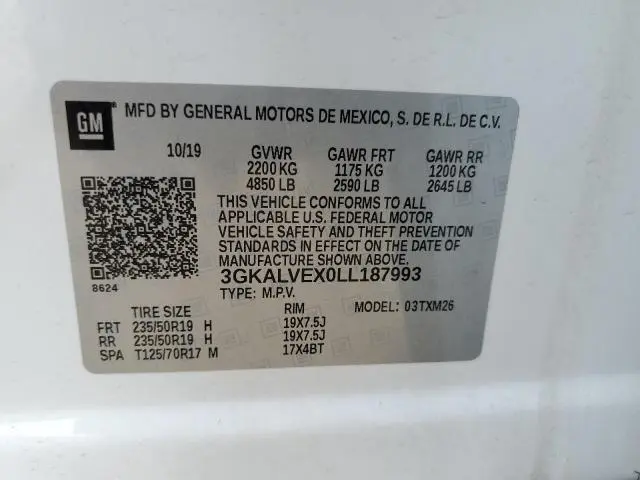 GM ® MFD BY GENERAL MOTORS DE MEXICO, S. DE R.L. DE C.V.
10/19 GVWR GAWR FRT GAWR RR
2200 KG 1175 KG 1200 KG
4850 LB 2590 LB 2645 LB
THIS VEHICLE CONFORMS TO ALL
APPLICABLE U.S. FEDERAL MOTOR
VEHICLE SAFETY AND THEFT PREVENTION
STANDARDS IN EFFECT ON THE DATE OF
MANUFACTURE SHOWN ABOVE.
8624 3GKALVEX0LL187993
TYPE: M.P.V.
TIRE SIZE RIM MODEL: 03TXM26
FRT 235/50R19 H 19X7.5J
RR 235/50R19 H 19X7.5J
SPA T125/70R17 M 17X4BT